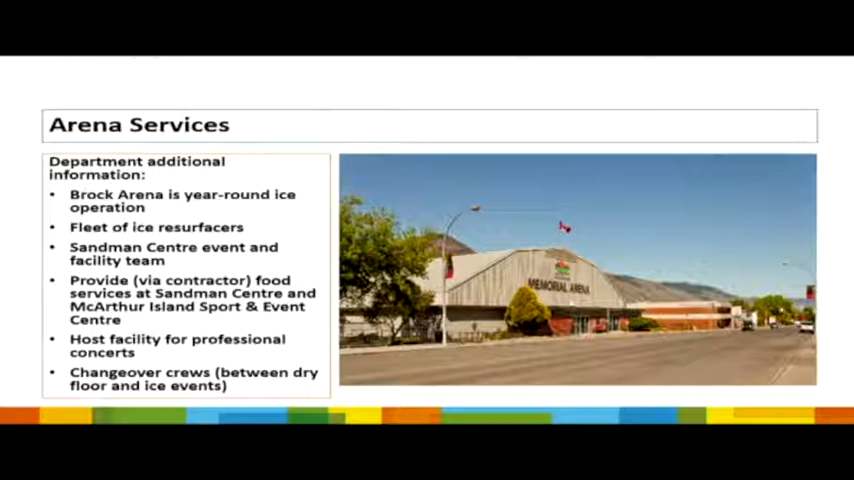 Arena Services
Department additional
information:
• Brock Arena is year-round ice
operation
• Fleet of ice resurfacers
• Sandman Centre event and
facility team
• Provide (via contractor) food
services at Sandman Centre and
McArthur Island Sport & Event
Centre
• Host facility for professional
concerts
• Changeover crews (between dry
floor and ice events)
MEMORIAL ARENA